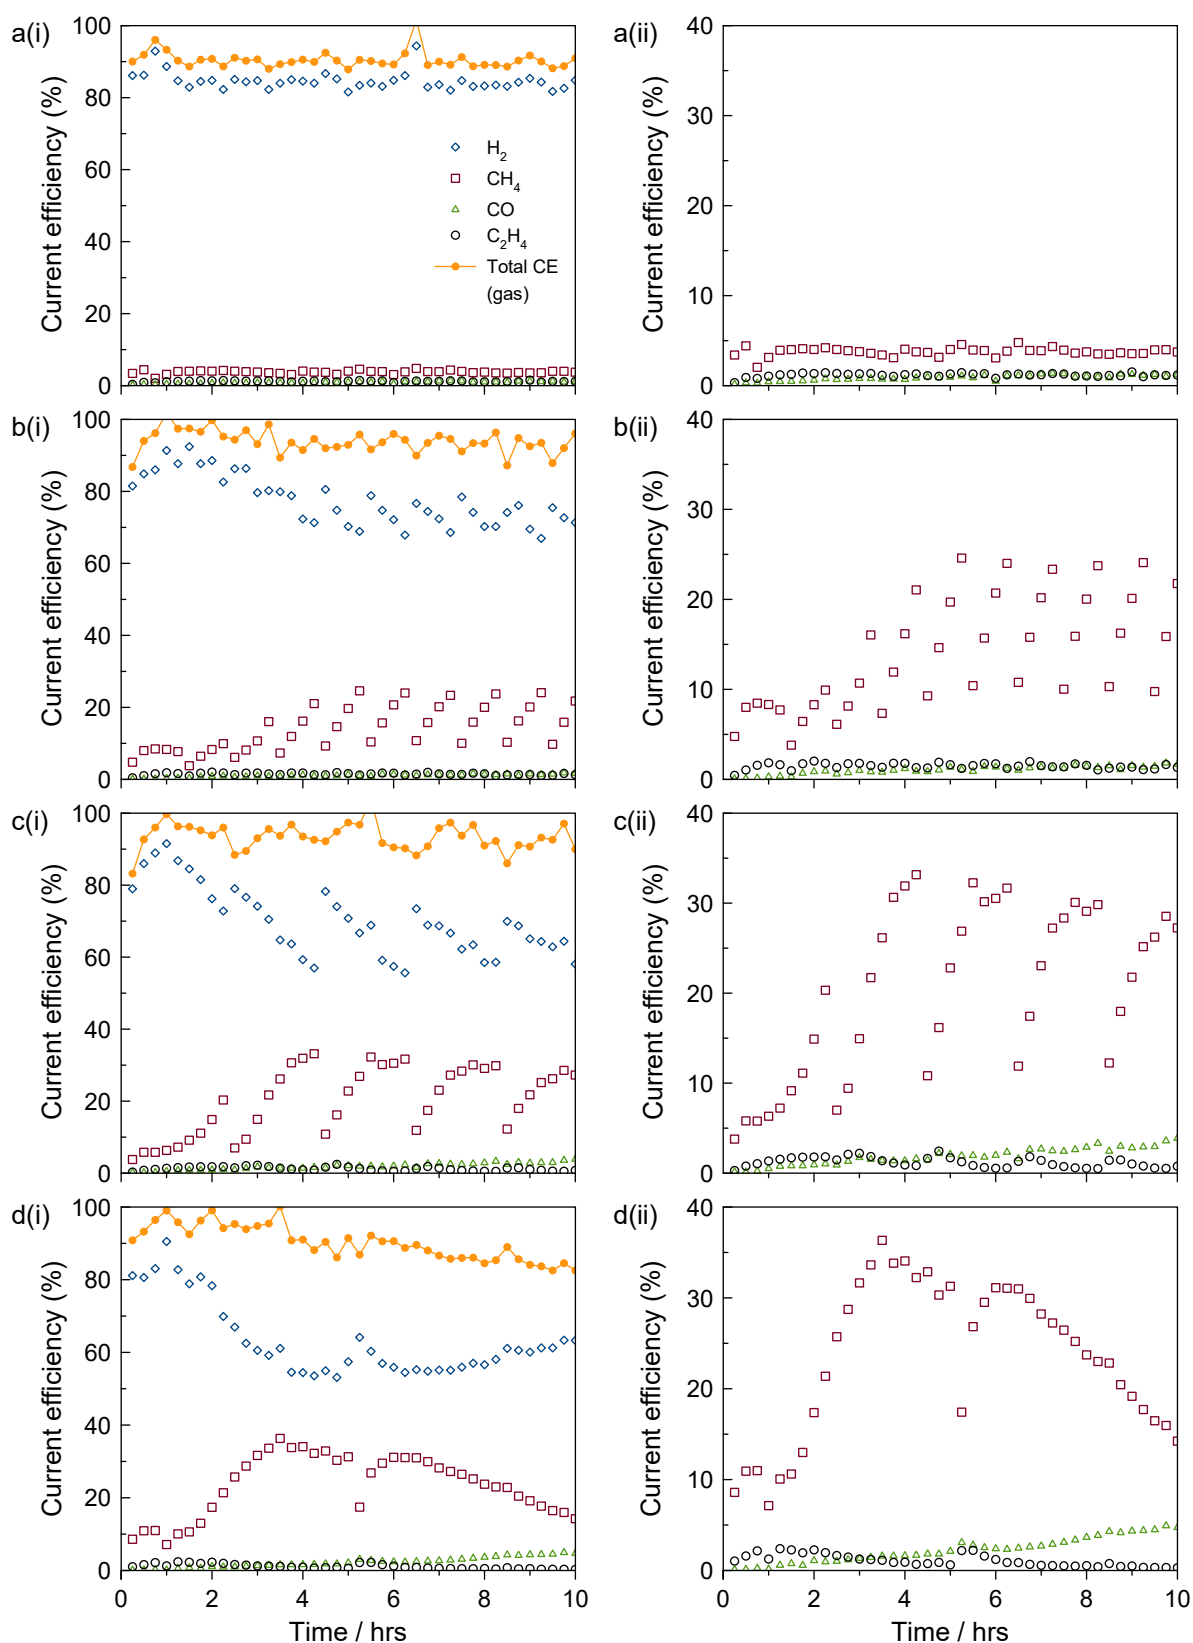 a(i)
100
80
60
40
20
0
Current efficiency (%)
H2
CH4
CO
C2H4
Total CE
(gas)
a(ii)
40
30
20
10
0
Current efficiency (%)
b(i)
100
80
60
40
20
0
Current efficiency (%)
b(ii)
40
30
20
10
0
Current efficiency (%)
c(i)
100
80
60
40
20
0
Current efficiency (%)
c(ii)
40
30
20
10
0
Current efficiency (%)
d(i)
100
80
60
40
20
0
Current efficiency (%)
0 2 4 6 8 10
Time / hrs
d(ii)
40
30
20
10
0
Current efficiency (%)
0 2 4 6 8 10
Time / hrs